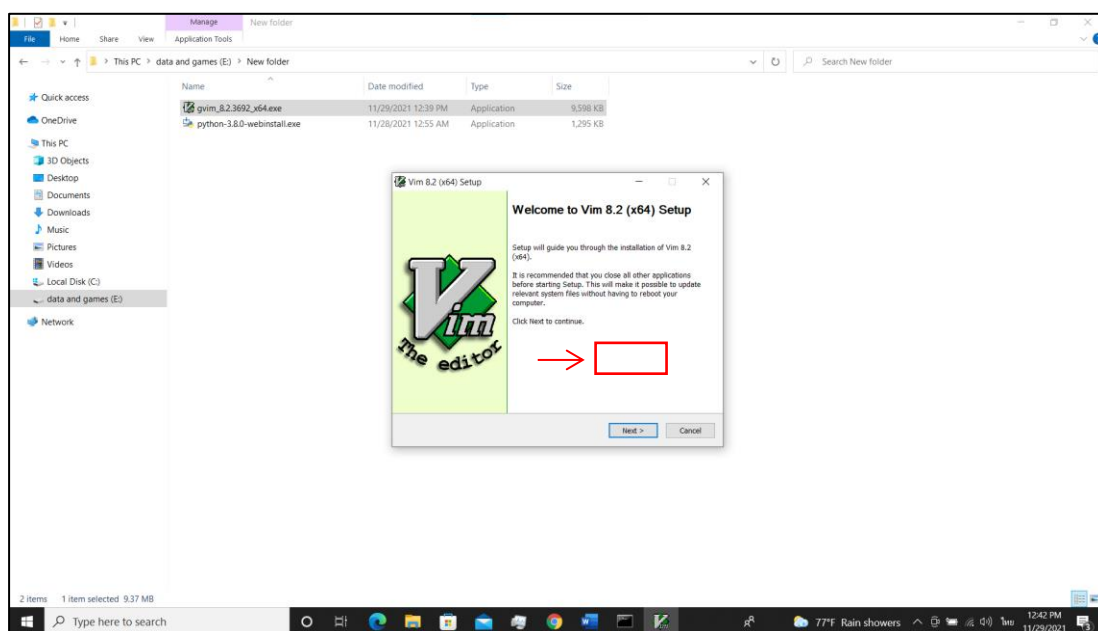 Manage New folder
File Home Share View Application Tools
This PC > data and games (E:) > New folder
Search New folder
Name Date modified Type Size
gvim_8.2.3692_x64.exe 11/29/2021 12:39 PM Application 9,598 KB
python-3.8.0-webinstall.exe 11/28/2021 12:55 AM Application 1,295 KB
Quick access
OneDrive
This PC
3D Objects
Desktop
Documents
Downloads
Music
Pictures
Videos
Local Disk (C:)
data and games (E:)
Network
Vim 8.2 (x64) Setup
Welcome to Vim 8.2 (x64) Setup
Setup will guide you through the installation of Vim 8.2
(x64).
It is recommended that you close all other applications
before starting Setup. This will make it possible to update
relevant system files without having to reboot your
computer.
Click Next to continue.
Vim
The editor
Next > Cancel
2 items 1 item selected 9.37 MB
Type here to search
77°F Rain showers
ไทย
12:42 PM
11/29/2021
3